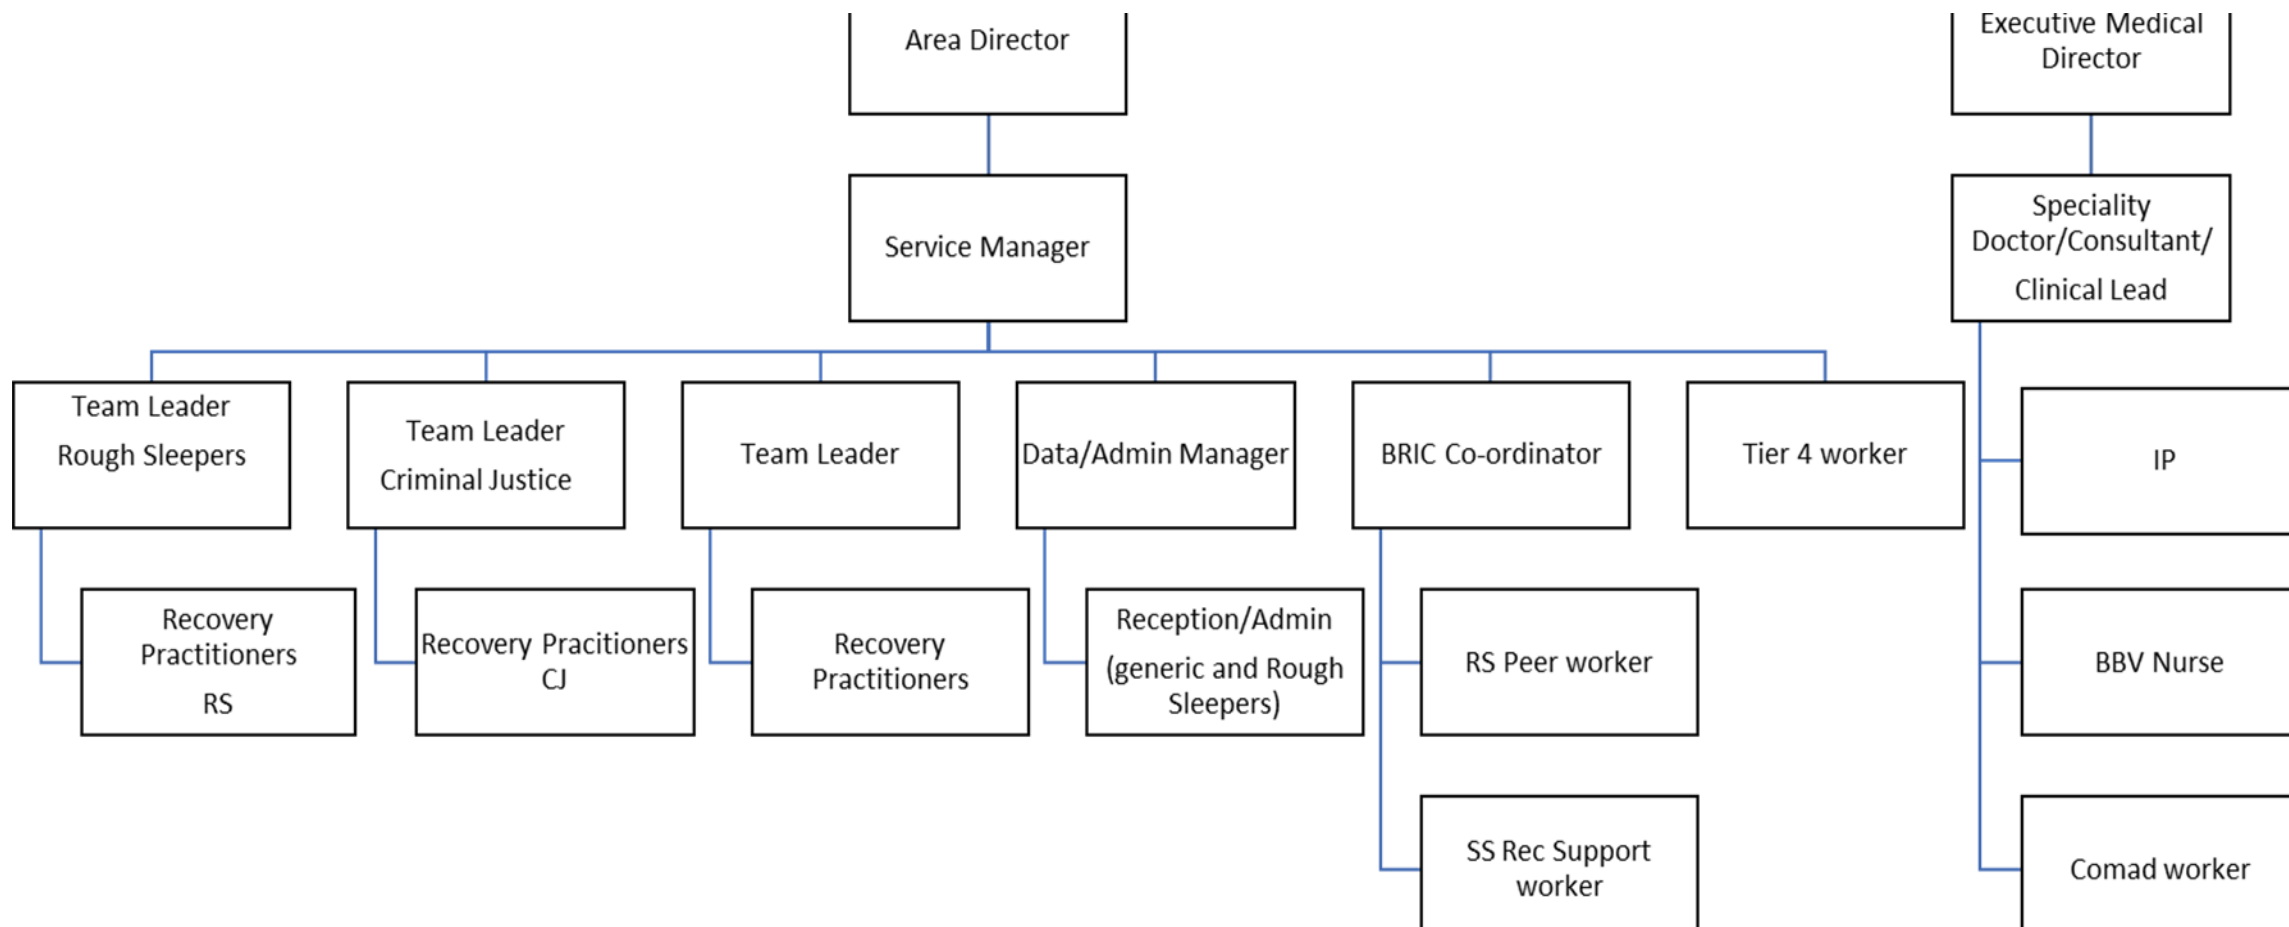 Area Director
Executive Medical
Director
Service Manager
Speciality
Doctor/Consultant/
Clinical Lead
Team Leader
Rough Sleepers
Team Leader
Criminal Justice
Team Leader
Data/Admin Manager
BRIC Co-ordinator
Tier 4 worker
IP
Recovery
Practitioners
RS
Recovery Pracitioners
CJ
Recovery
Practitioners
Reception/Admin
(generic and Rough
Sleepers)
RS Peer worker
BBV Nurse
SS Rec Support
worker
Comad worker